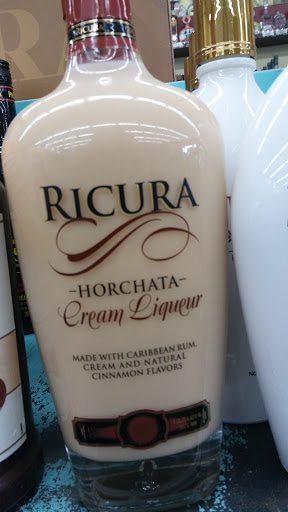 RICURA
-HORCHATA-
Cream Liqueur
MADE WITH CARIBBEAN RUM,
CREAM AND NATURAL
CINNAMON FLAVORS